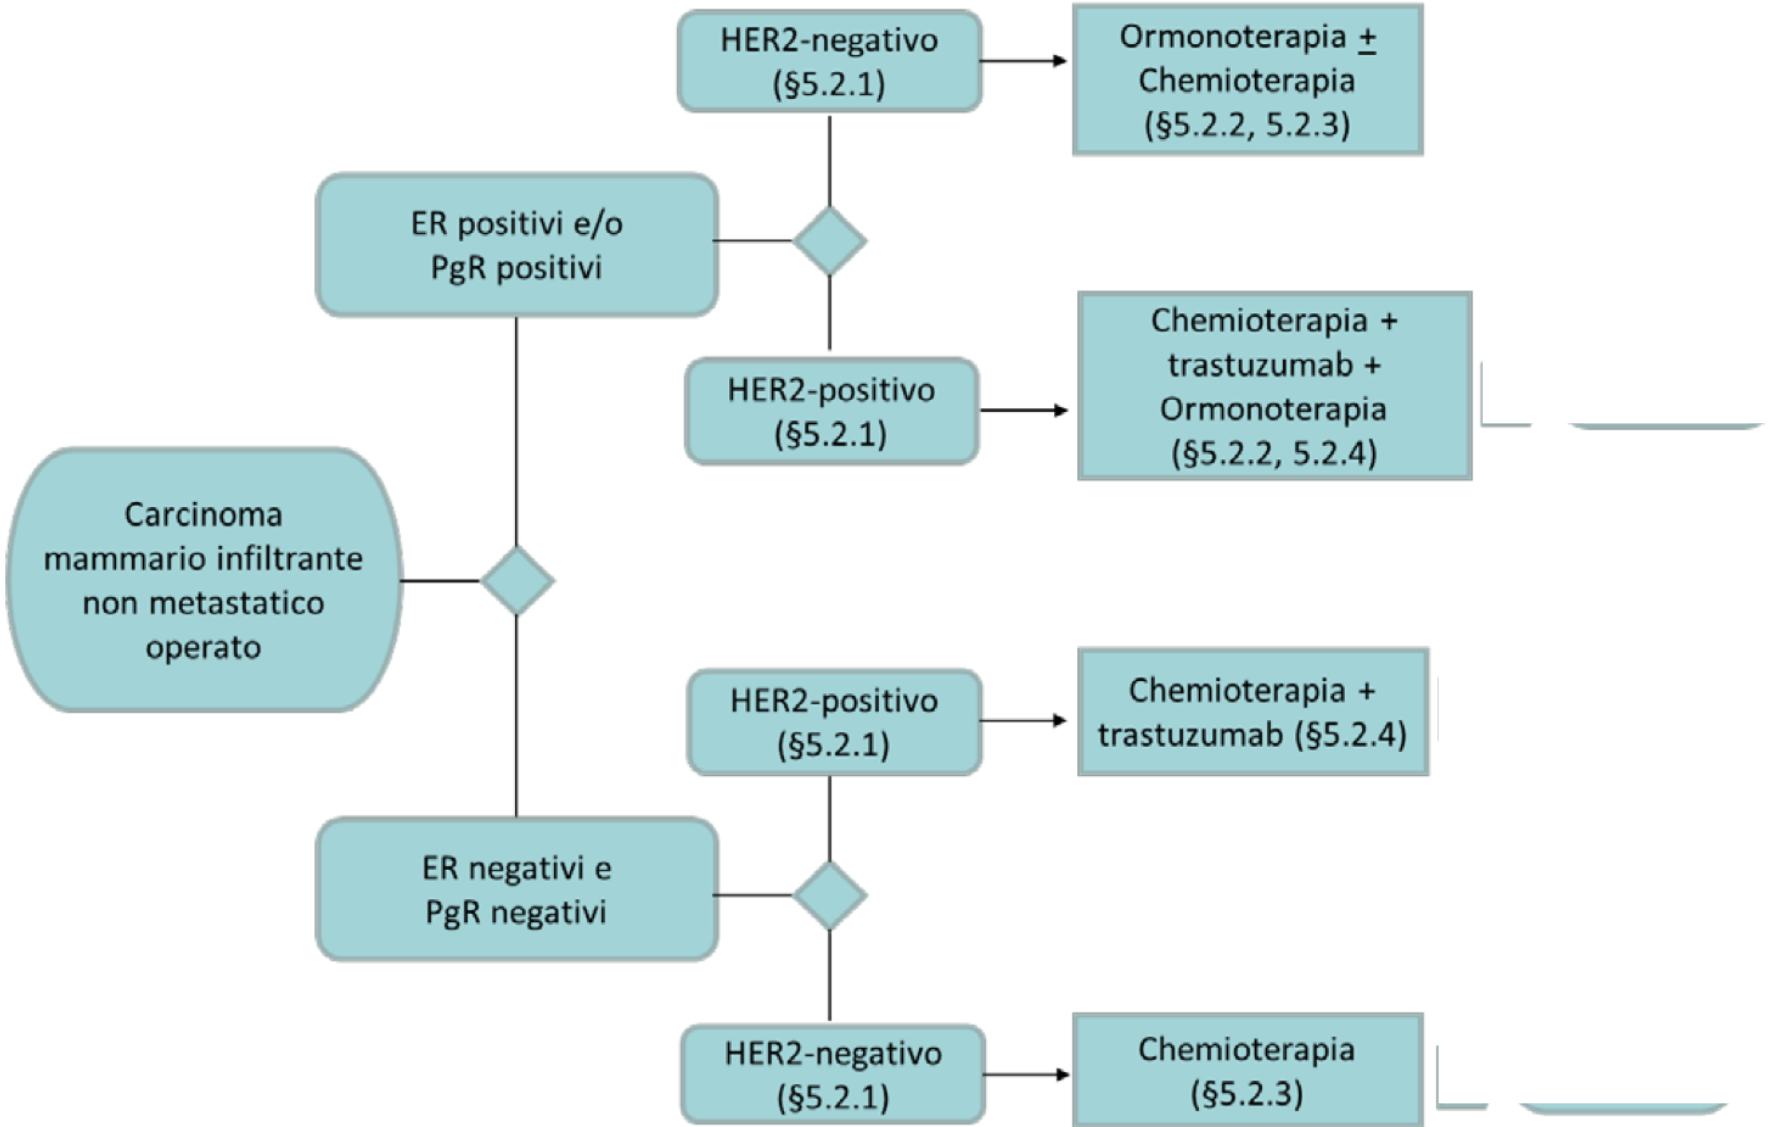 HER2-negativo
(§5.2.1)
Ormonoterapia ±
Chemioterapia
(§5.2.2, 5.2.3)
ER positivi e/o
PgR positivi
HER2-positivo
(§5.2.1)
Chemioterapia +
trastuzumab +
Ormonoterapia
(§5.2.2, 5.2.4)
Carcinoma
mammario infiltrante
non metastatico
operato
HER2-positivo
(§5.2.1)
Chemioterapia +
trastuzumab (§5.2.4)
ER negativi e
PgR negativi
HER2-negativo
(§5.2.1)
Chemioterapia
(§5.2.3)